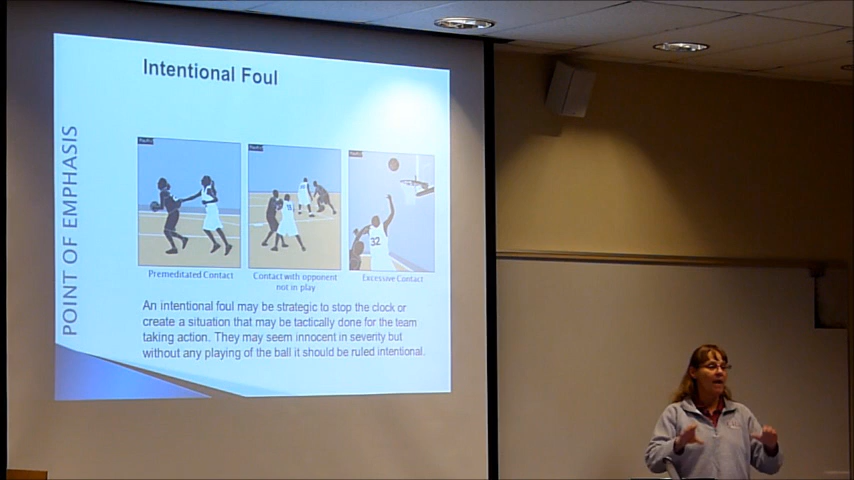 Intentional Foul
POINT OF EMPHASIS
32
Premeditated Contact
Contact with opponent
not in play
Excessive Contact
An intentional foul may be strategic to stop the clock or
create a situation that may be tactically done for the team
taking action. They may seem innocent in severity but
without any playing of the ball it should be ruled intentional.